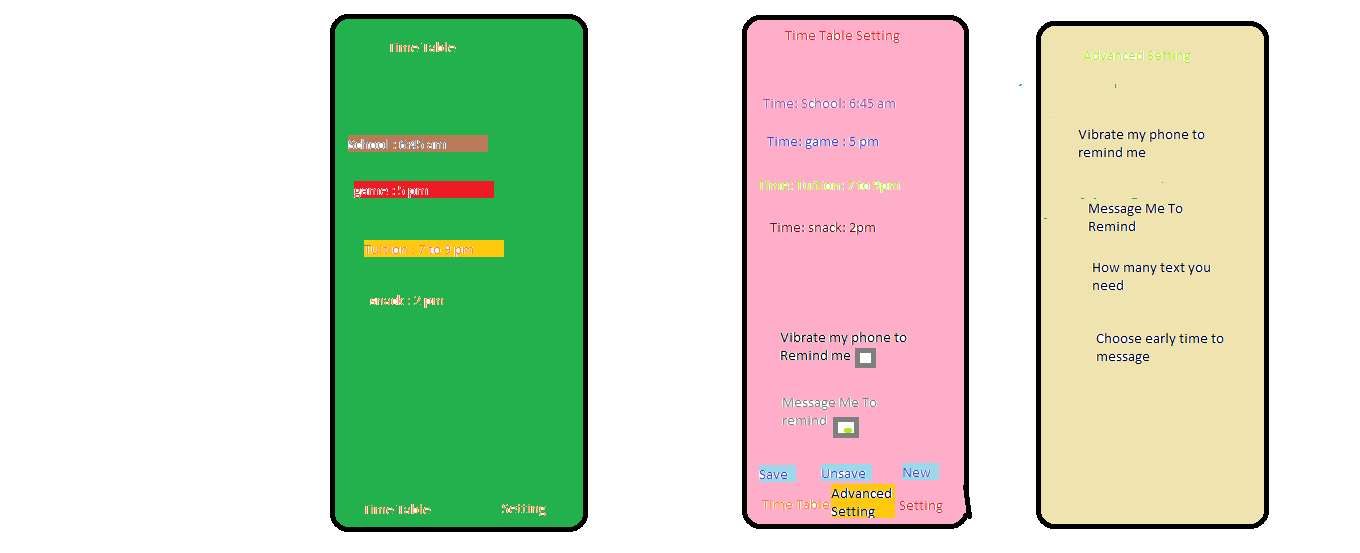 Time Table
School : 6:45 am
game : 5 pm
Tuition : 7 to 9 pm
snack : 2 pm
Time Table
Setting
Time Table Setting
Time: School: 6:45 am
Time: game : 5 pm
Time: Tuition: 7 to 9pm
Time: snack: 2pm
Vibrate my phone to
Remind me
Message Me To
remind
Save
Unsave
New
Time Table
Advanced
Setting
Setting
Advanced Setting
Vibrate my phone to
remind me
Message Me To
Remind
How many text you
need
Choose early time to
message